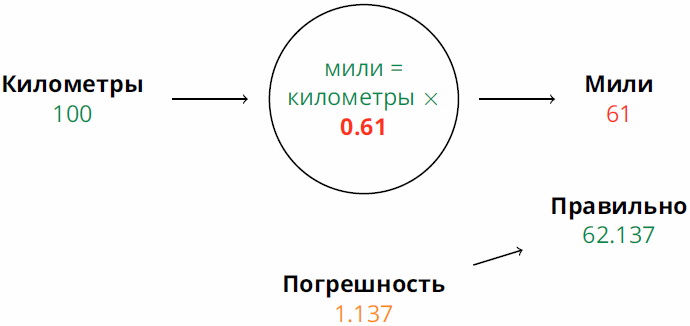 Километры
100
мили =
километры ×
0.61
Мили
61
Правильно
62.137
Погрешность
1.137